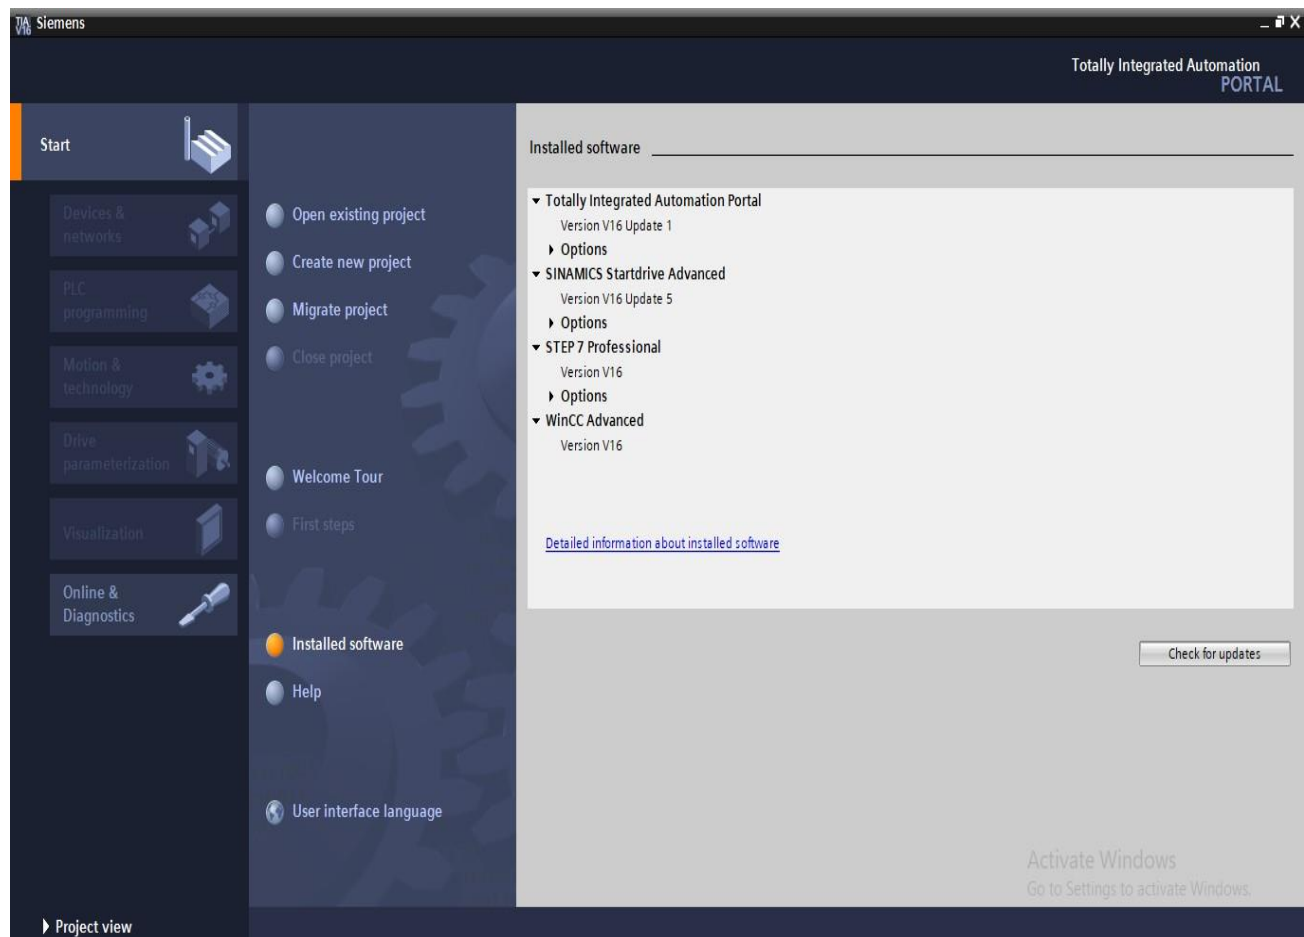 TIA V16 Siemens
Totally Integrated Automation
PORTAL
Start
Devices &
networks
PLC
programming
Motion &
technology
Drive
parameterization
Visualization
Online &
Diagnostics
Open existing project
Create new project
Migrate project
Close project
Welcome Tour
First steps
Installed software
Help
User interface language
Installed software
Totally Integrated Automation Portal
Version V16 Update 1
Options
SINAMICS Startdrive Advanced
Version V16 Update 5
Options
STEP 7 Professional
Version V16
Options
WinCC Advanced
Version V16
Detailed information about installed software
Check for updates
Activate Windows
Go to Settings to activate Windows.
Project view